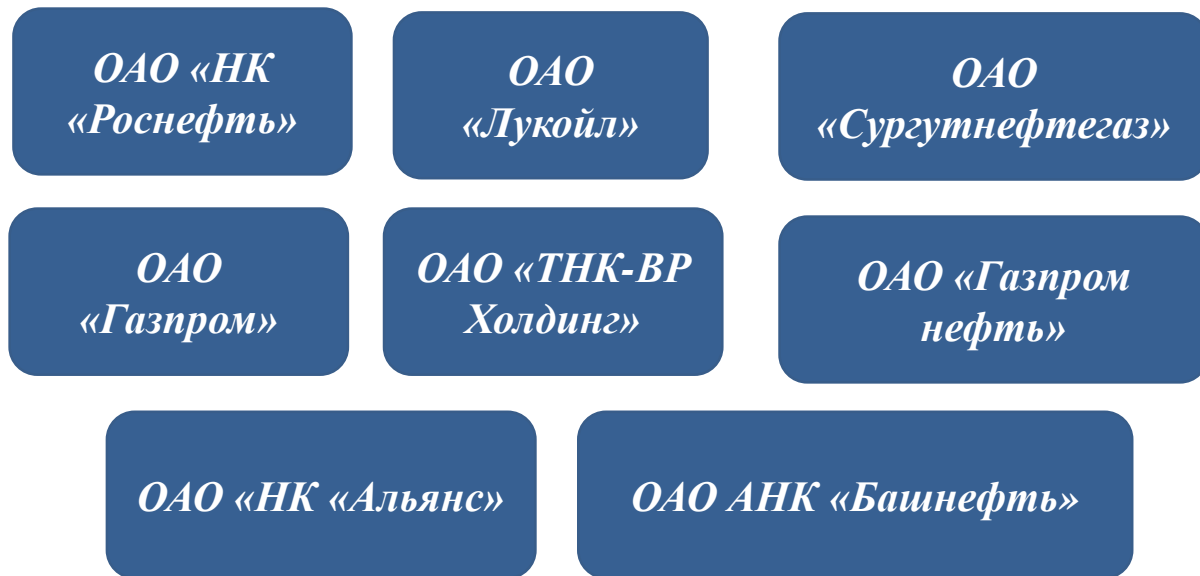 ОАО «НК
«Роснефть»
ОАО
«Лукойл»
ОАО
«Сургутнефтегаз»
ОАО
«Газпром»
ОАО «ТНК-ВР
Холдинг»
ОАО «Газпром
нефть»
ОАО «НК «Альянс»
ОАО АНК «Башнефть»